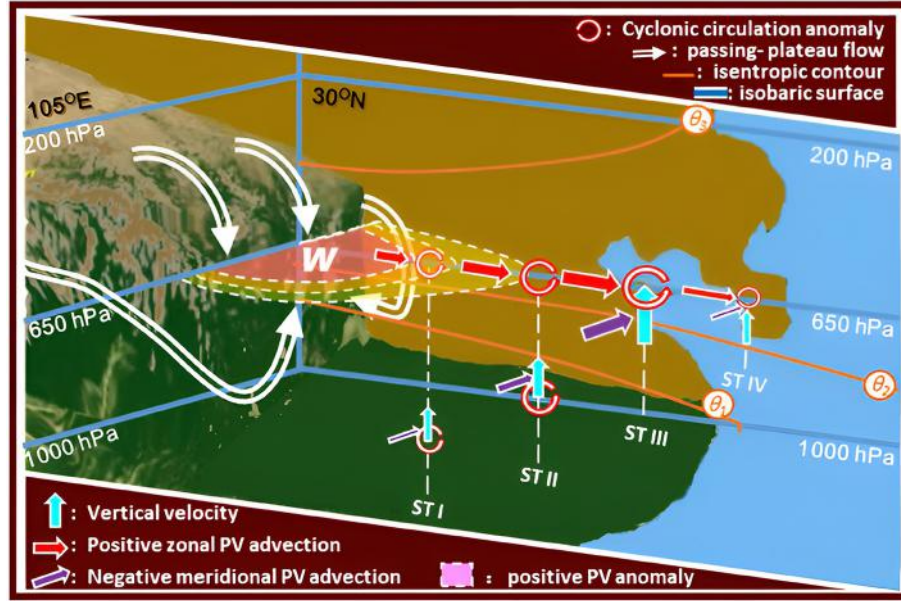 : Cyclonic circulation anomaly
: passing- plateau flow
: isentropic contour
: isobaric surface
105°E
30°N
θ3
200 hPa
200 hPa
W
650 hPa
650 hPa
ST IV
θ2
θ1
ST III
1000 hPa
1000 hPa
ST II
ST I
: Vertical velocity
: Positive zonal PV advection
: Negative meridional PV advection
: positive PV anomaly